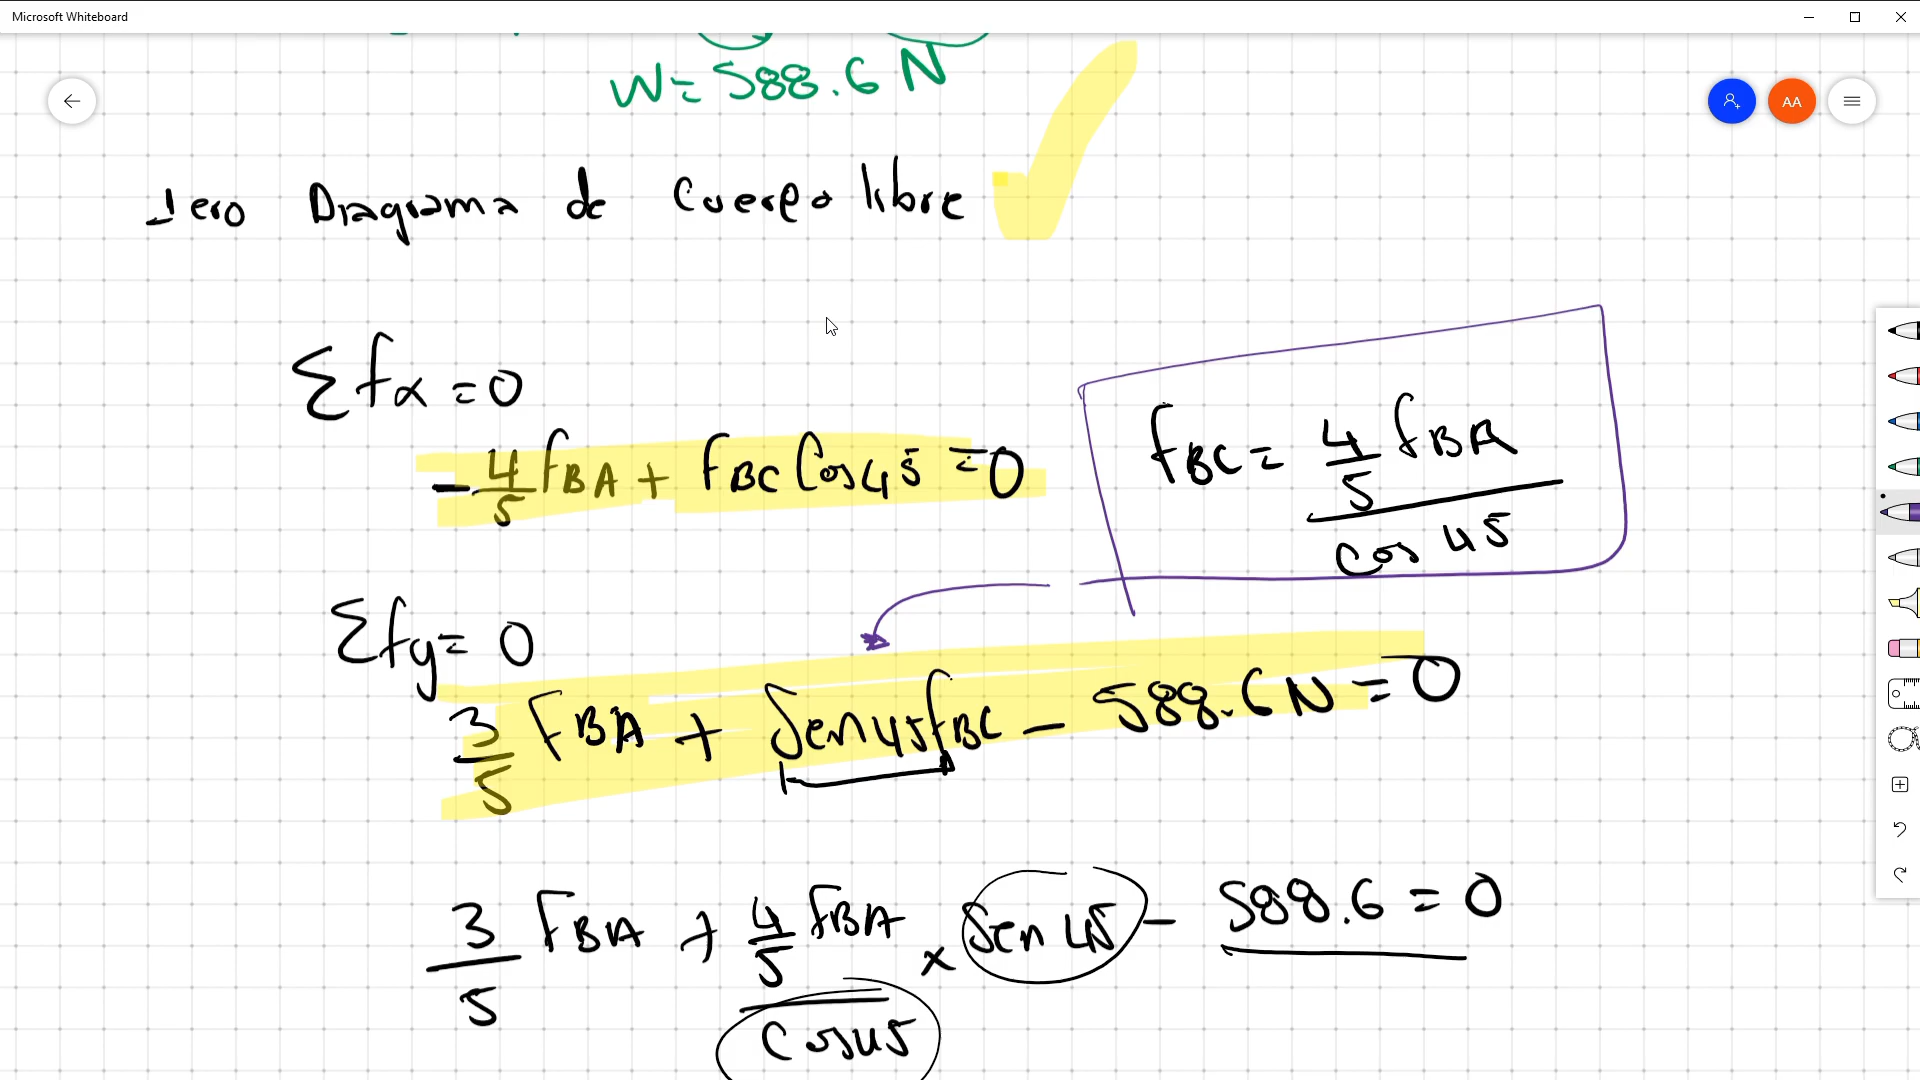 Microsoft Whiteboard
W=588.6 N
AA
1ero Diagrama de Cuerpo libre
Σfx =0
-4/5 fBA + fBC Cos45 =0
fBC = (4/5 fBA) / cos 45
Σfy = 0
3/5 FBA + Sen45fBC - 588.6N = 0
3/5 FBA + (4/5 fBA) / Cos45 × Sen 45 - 588.6 = 0